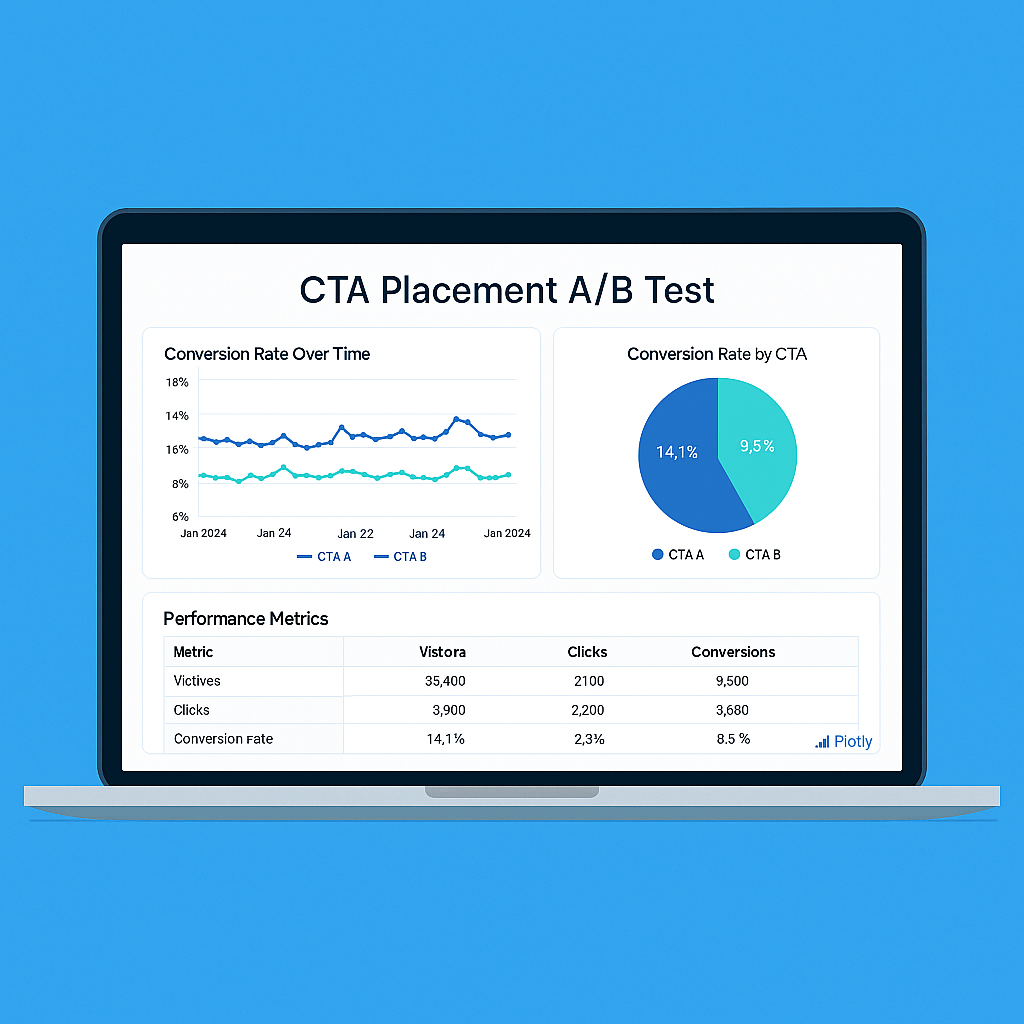 CTA Placement A/B Test
Conversion Rate Over Time
18%
14%
16%
8%
6%
Jan 2024 Jan 24 Jan 22 Jan 24 Jan 2024
CTA A CTA B
Conversion Rate by CTA
14,1% 9,5%
CTA A CTA B
Performance Metrics
Metric Vistora Clicks Conversions
Victives 35,400 2100 9,500
Clicks 3,900 2,200 3,680
Conversion rate 14,1% 2,3% 8.5 %
Piotly